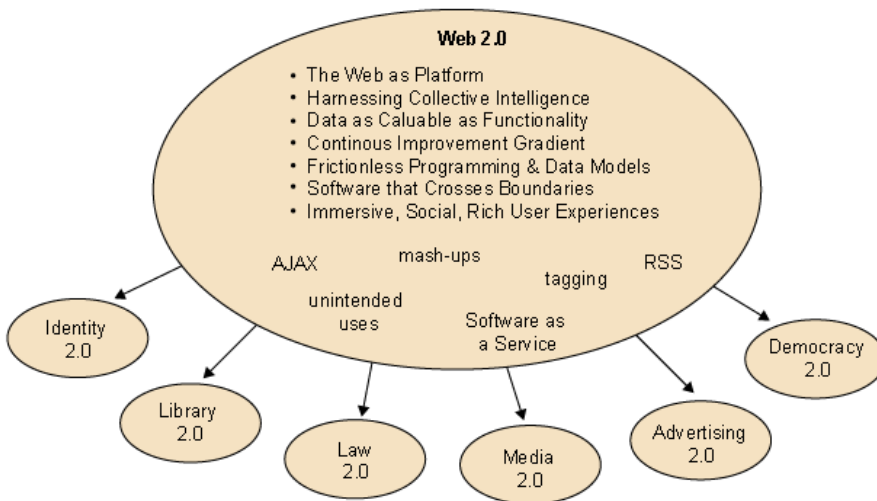 Web 2.0
• The Web as Platform
• Harnessing Collective Intelligence
• Data as Caluable as Functionality
• Continous Improvement Gradient
• Frictionless Programming & Data Models
• Software that Crosses Boundaries
• Immersive, Social, Rich User Experiences
AJAX
mash-ups
tagging
RSS
unintended
uses
Software as
a Service
Identity
2.0
Library
2.0
Law
2.0
Media
2.0
Advertising
2.0
Democracy
2.0